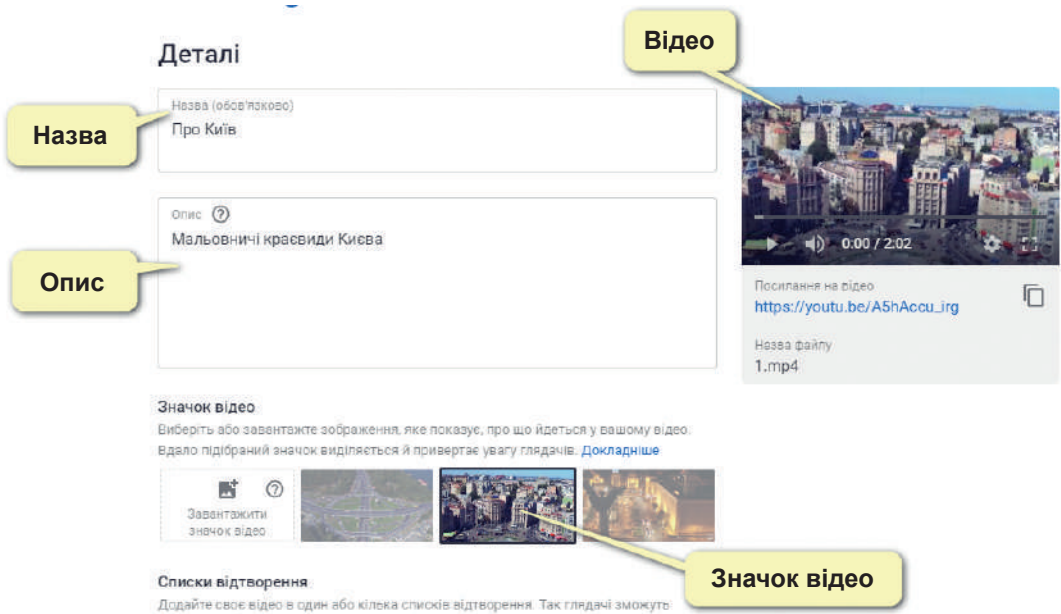 Деталі
Відео
Назва
Назва (обов'язково)
Про Київ
Опис
Мальовничі краєвиди Києва
Опис
0:00 / 2:02
Посилання на відео
https://youtu.be/A5hAccu_irg
Назва файлу
1.mp4
Значок відео
Виберіть або завантажте зображення, яке показує, про що йдеться у вашому відео.
Вдало підібраний значок виділяється й привертає увагу глядачів. Докладніше
Завантажити
значок відео
Значок відео
Списки відтворення
Додайте своє відео в один або кілька списків відтворення. Так глядачі зможуть